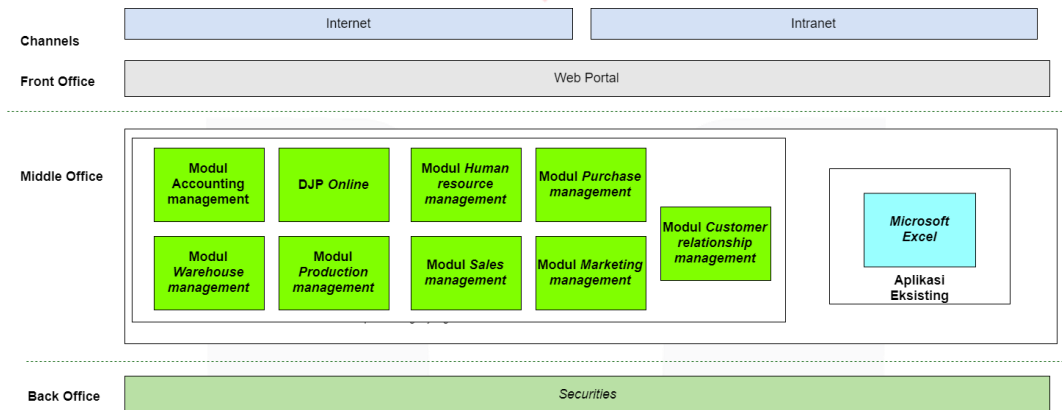 Internet
Intranet
Channels
Front Office
Web Portal
Middle Office
Modul
Accounting
management
DJP Online
Modul Human
resource
management
Modul Purchase
management
Modul Customer
relationship
management
Modul
Warehouse
management
Modul
Production
management
Modul Sales
management
Modul Marketing
management
Microsoft
Excel
Aplikasi
Eksisting
Back Office
Securities